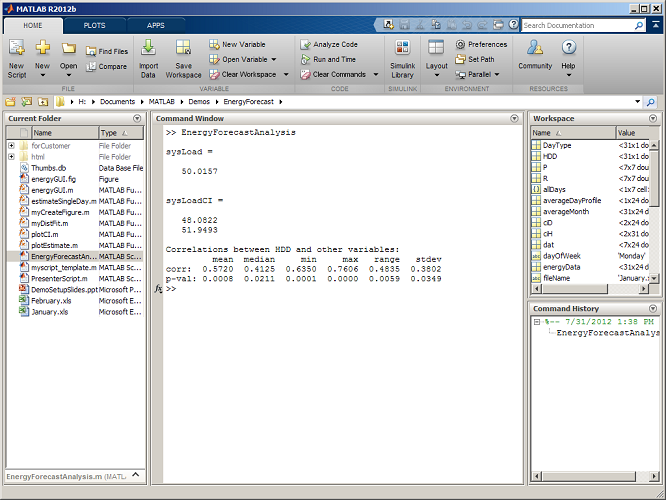 MATLAB R2012b
HOME PLOTS APPS
Search Documentation
New Script
New
Open
Find Files
Compare
Import Data
Save Workspace
New Variable
Open Variable
Clear Workspace
Analyze Code
Run and Time
Clear Commands
Simulink Library
Layout
Preferences
Set Path
Parallel
Community
Help
FILE VARIABLE CODE SIMULINK ENVIRONMENT RESOURCES
H: Documents MATLAB Demos EnergyForecast
Current Folder
Name Type
forCustomer File Folder
html File Folder
Thumbs.db Data Base File
energyGUI.fig Figure
energyGUI.m MATLAB Fu...
estimateSingleDay.m MATLAB Fu...
myCreateFigure.m MATLAB Fu...
myDistFit.m MATLAB Fu...
plotCI.m MATLAB Fu...
plotEstimate.m MATLAB Fu...
EnergyForecastAn... MATLAB Sc...
myscript_template.m MATLAB Sc...
PresenterScript.m MATLAB Sc...
DemoSetupSlides.ppt Microsoft P...
February.xls Microsoft E...
January.xls Microsoft E...
EnergyForecastAnalysis.m (MATL
Command Window
>> EnergyForecastAnalysis
sysLoad =
50.0157
sysLoadCI =
48.0822
51.9493
Correlations between HDD and other variables:
mean median min max range stdev
corr: 0.5720 0.4125 0.6350 0.7606 0.4835 0.3802
p-val: 0.0008 0.0211 0.0001 0.0000 0.0059 0.0349
fx >>
Workspace
Name Value
DayType <31x1 do
HDD <31x1 do
P <7x7 dou
R <7x7 dou
allDays <1x7 cell
averageDayProfile <1x24 do
averageMonth <31x24 d
ciD <2x24 do
ciH <2x31 do
dat <7x24 do
dayOfWeek 'Monday'
energyData <31x24 d
fileName 'January.
Command History
%-- 7/31/2012 1:38 PM
EnergyForecastAnalys